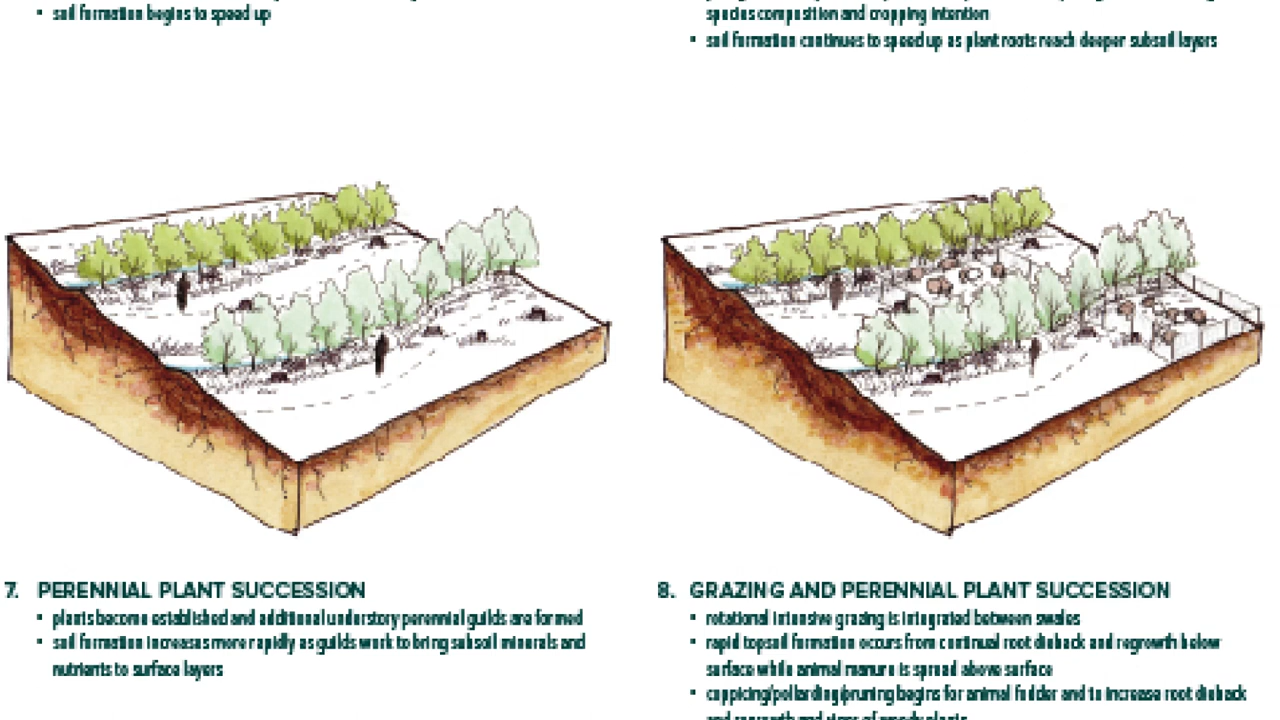 soil formation begins to speed up
species composition and cropping intention
soil formation continues to speed up as plant roots reach deeper subsoil layers
7. PERENNIAL PLANT SUCCESSION
plants become established and additional understory perennial guilds are formed
soil formation increases more rapidly as guilds work to bring subsoil minerals and
nutrients to surface layers
8. GRAZING AND PERENNIAL PLANT SUCCESSION
rotational intensive grazing is integrated between swales
rapid topsoil formation occurs from continual root dieback and regrowth below
surface while animal manure is spread above surface
coppicing/pollarding/pruning begins for animal fodder and to increase root dieback